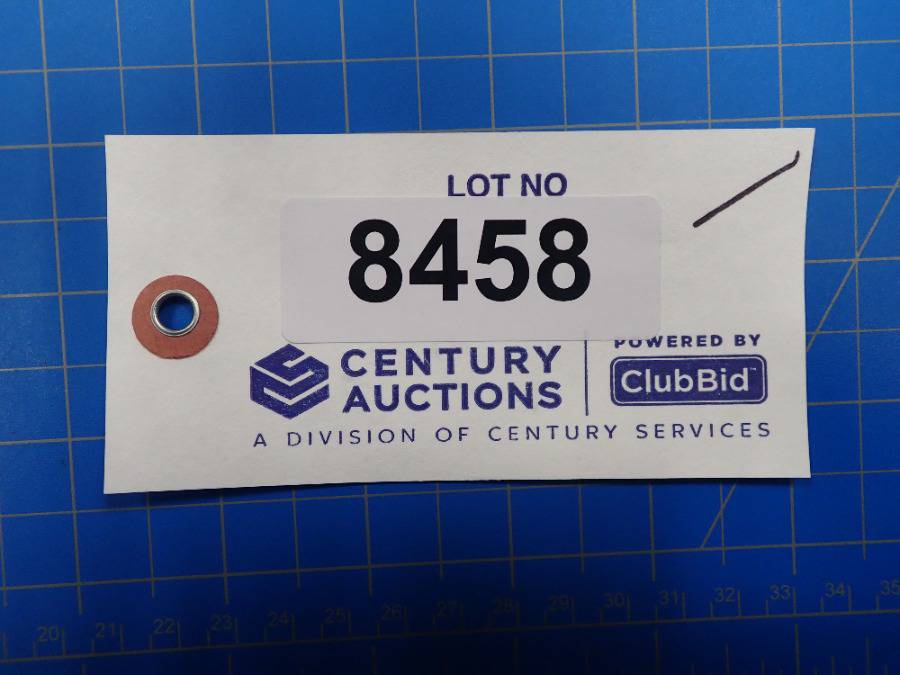 LOT NO
8458
CENTURY
AUCTIONS
POWERED BY
ClubBid™
A DIVISION OF CENTURY SERVICES
20 21 22 23 24 25 26 27 28 29 30 31 32 33 34 35